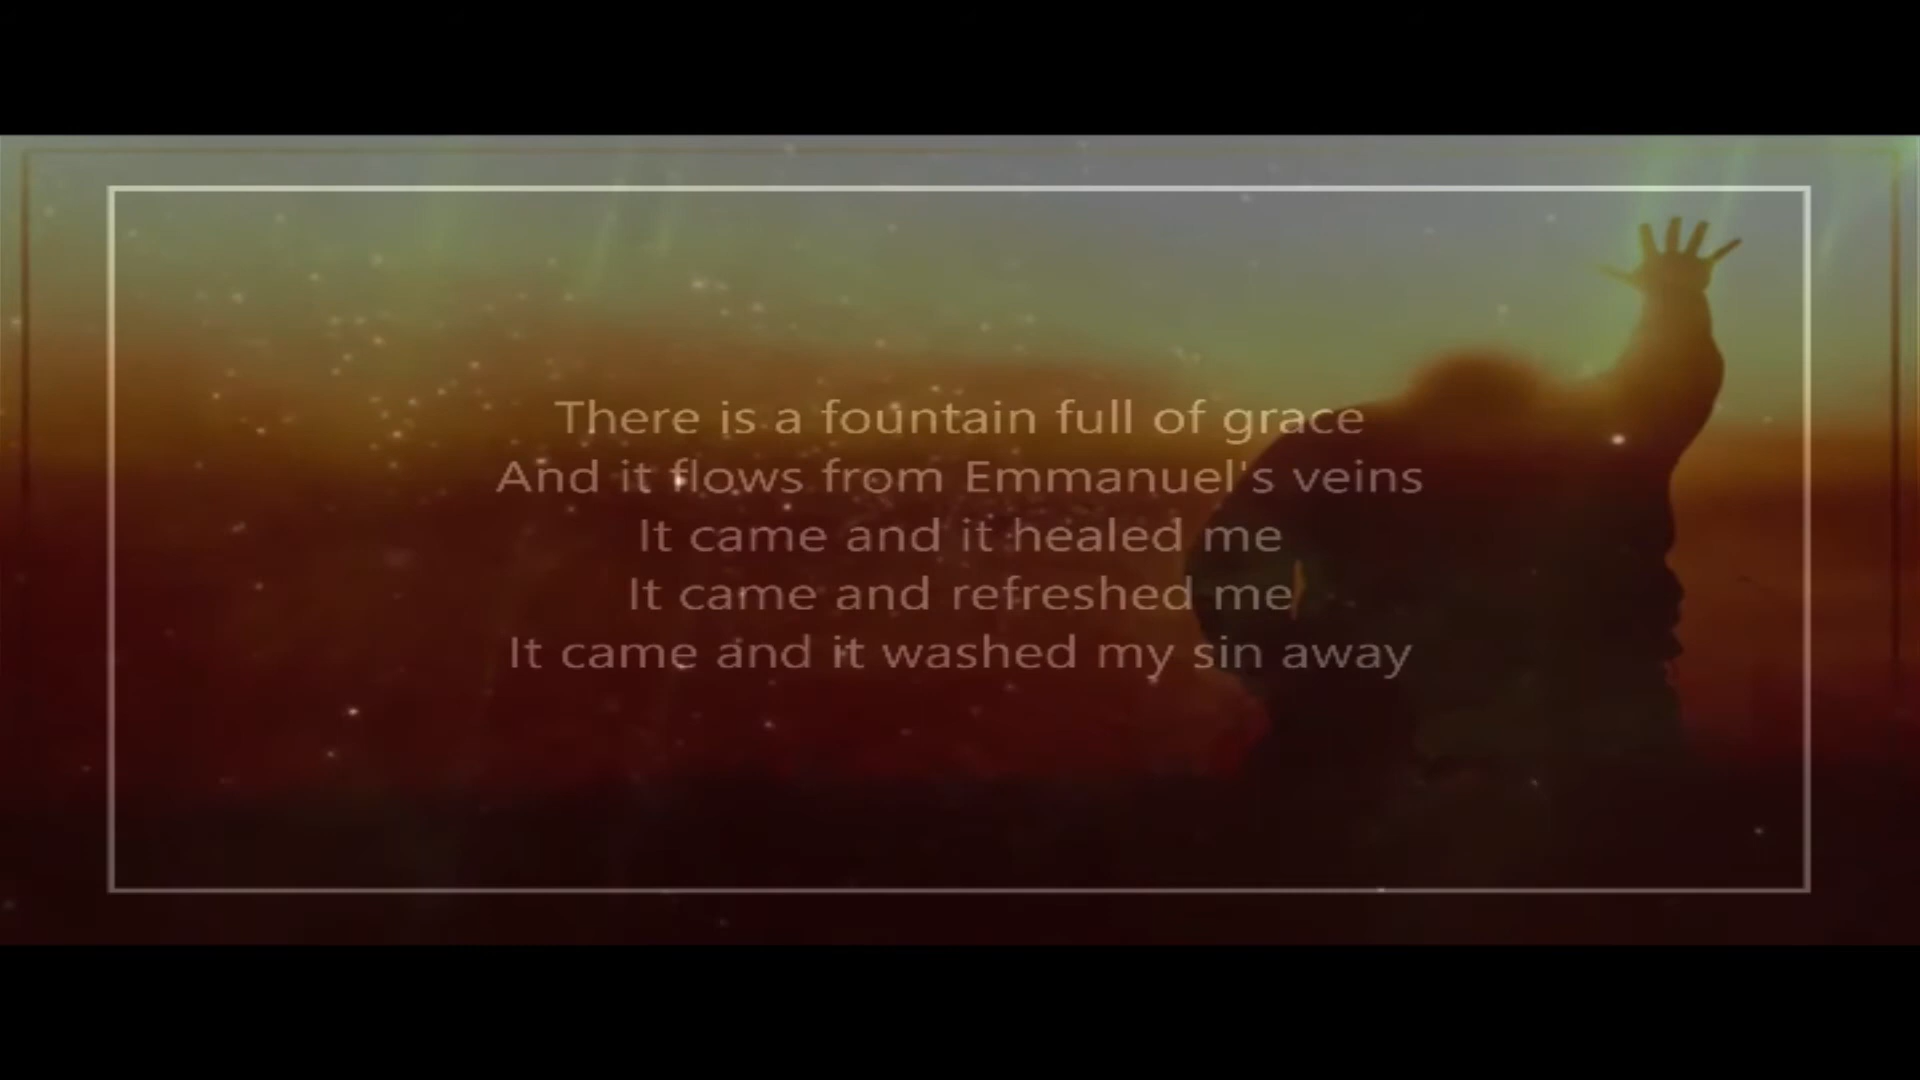 There is a fountain full of grace
And it flows from Emmanuel's veins
It came and it healed me
It came and refreshed me
It came and it washed my sin away